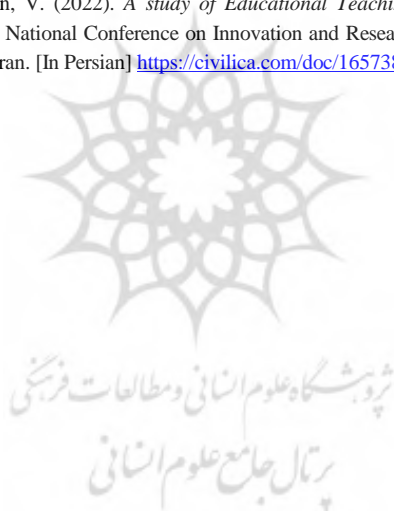 n, V. (2022). A study of Educational Teachi
National Conference on Innovation and Resea
ran. [In Persian] https://civilica.com/doc/16573
پژوهشگاه علوم انسانی و مطالعات فرهنگی
پرتال جامع علوم انسانی